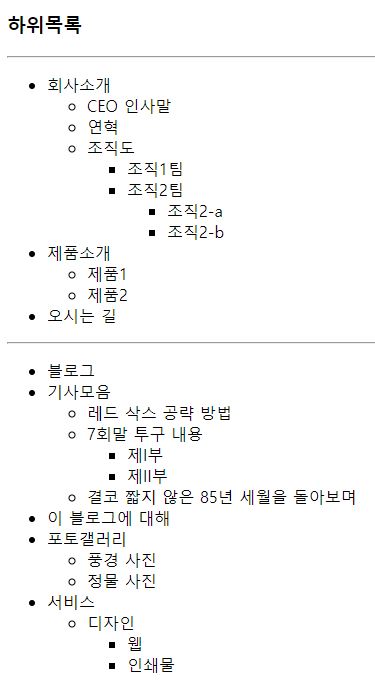 하위목록
회사소개
CEO 인사말
연혁
조직도
조직1팀
조직2팀
조직2-a
조직2-b
제품소개
제품1
제품2
오시는 길
블로그
기사모음
레드 삭스 공략 방법
7회말 투구 내용
제I부
제II부
결코 짧지 않은 85년 세월을 돌아보며
이 블로그에 대해
포토갤러리
풍경 사진
정물 사진
서비스
디자인
웹
인쇄물